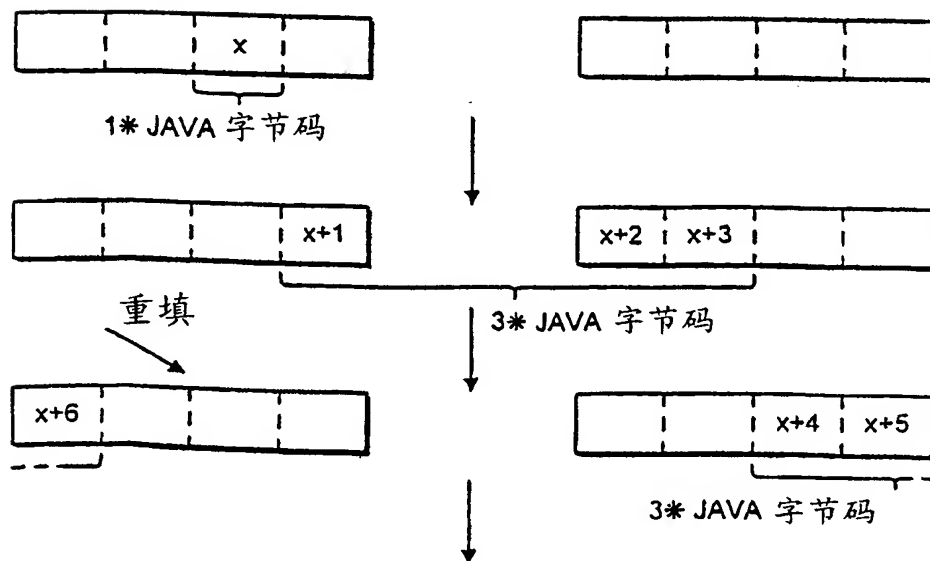 x
1* JAVA 字节码
x+1 x+2 x+3
重填
3* JAVA 字节码
x+6 x+4 x+5
3* JAVA 字节码